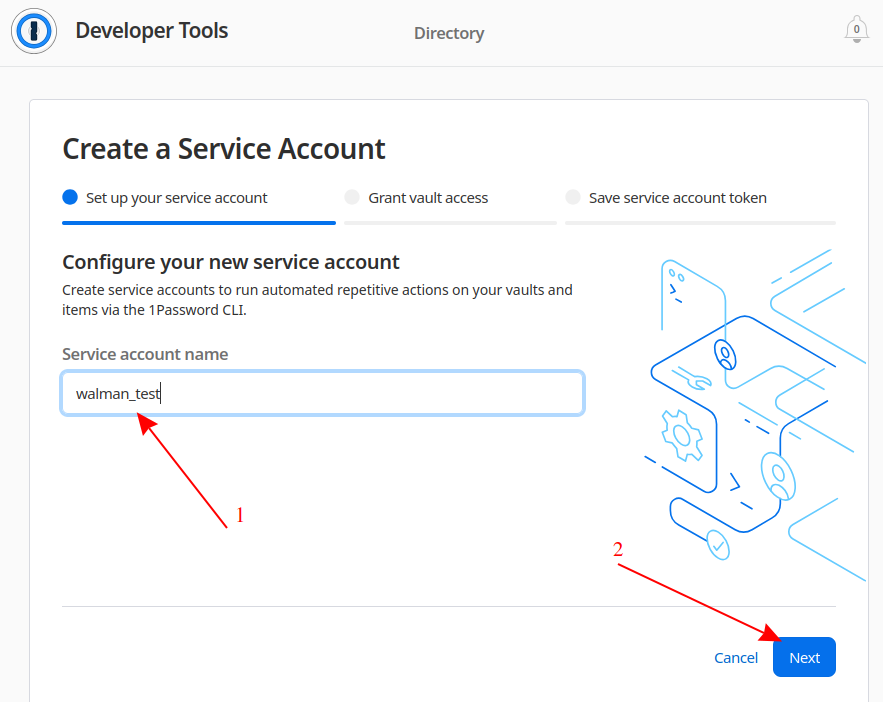 Developer Tools
Directory
0
Create a Service Account
Set up your service account
Grant vault access
Save service account token
Configure your new service account
Create service accounts to run automated repetitive actions on your vaults and
items via the 1Password CLI.
Service account name
walman_test
1
2
Cancel
Next